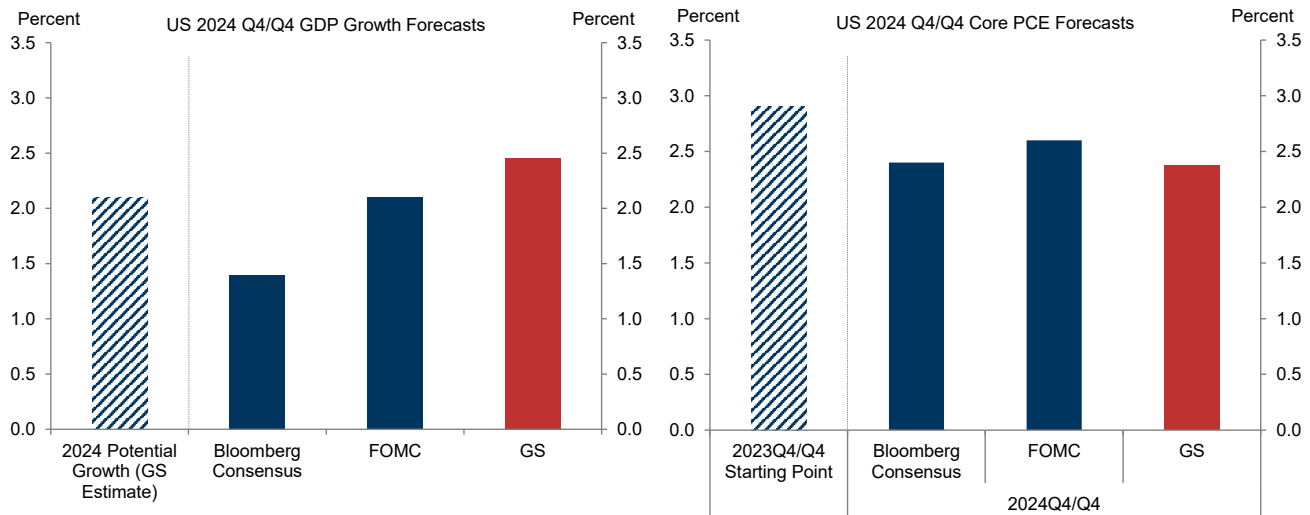 Percent
US 2024 Q4/Q4 GDP Growth Forecasts
Percent
3.5
3.0
2.5
2.0
1.5
1.0
0.5
0.0
3.5
3.0
2.5
2.0
1.5
1.0
0.5
0.0
2024 Potential
Growth (GS
Estimate)
Bloomberg
Consensus
FOMC
GS
Percent
US 2024 Q4/Q4 Core PCE Forecasts
Percent
3.5
3.0
2.5
2.0
1.5
1.0
0.5
0.0
3.5
3.0
2.5
2.0
1.5
1.0
0.5
0.0
2023Q4/Q4
Starting Point
Bloomberg
Consensus
FOMC
GS
2024Q4/Q4